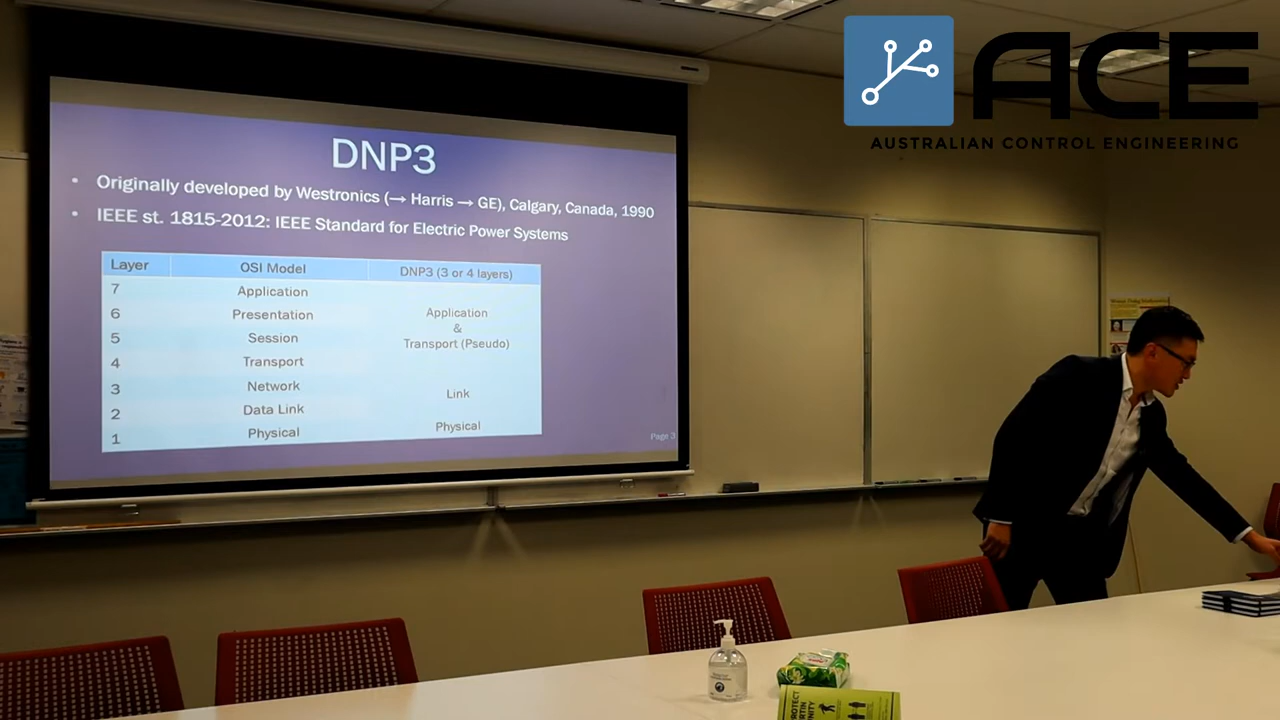 ACE
AUSTRALIAN CONTROL ENGINEERING
DNP3
• Originally developed by Westronics (→ Harris → GE), Calgary, Canada, 1990
• IEEE st. 1815-2012: IEEE Standard for Electric Power Systems
Layer OSI Model DNP3 (3 or 4 layers)
7 Application
6 Presentation Application
&
5 Session Transport (Pseudo)
4 Transport
3 Network
Link
2 Data Link
1 Physical Physical
Page 3
PROTECT